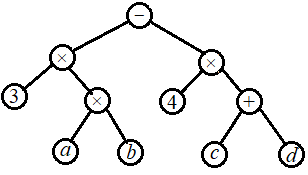 −
× ×
3 × 4 +
a b c d